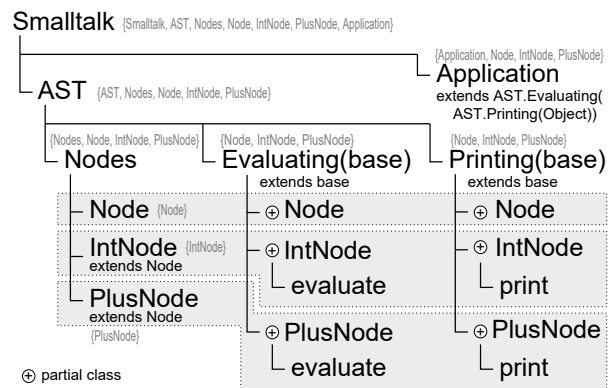 Smalltalk {Smalltalk, AST, Nodes, Node, IntNode, PlusNode, Application}
{Application, Node, IntNode, PlusNode}
Application
extends AST.Evaluating(
AST.Printing(Object))
AST {AST, Nodes, Node, IntNode, PlusNode}
{Nodes, Node, IntNode, PlusNode} {Node, IntNode, PlusNode} {Node, IntNode, PlusNode}
Nodes Evaluating(base) Printing(base)
extends base extends base
Node {Node} ⊕ Node ⊕ Node
IntNode {IntNode} ⊕ IntNode ⊕ IntNode
extends Node
evaluate print
PlusNode
extends Node
{PlusNode}
⊕ PlusNode ⊕ PlusNode
evaluate print
⊕ partial class